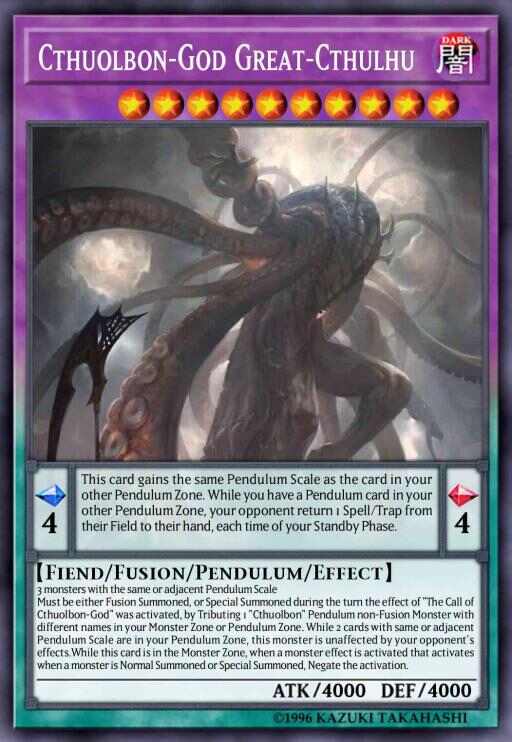 Cthuolbon-God Great-Cthulhu
DARK
闇
This card gains the same Pendulum Scale as the card in your
other Pendulum Zone. While you have a Pendulum card in your
other Pendulum Zone, your opponent return 1 Spell/Trap from
their Field to their hand, each time of your Standby Phase.
4
4
【Fiend/Fusion/Pendulum/Effect】
3 monsters with the same or adjacent Pendulum Scale
Must be either Fusion Summoned, or Special Summoned during the turn the effect of "The Call of
Cthuolbon-God" was activated, by Tributing 1 "Cthuolbon" Pendulum non-Fusion Monster with
different names in your Monster Zone or Pendulum Zone. While 2 cards with same or adjacent
Pendulum Scale are in your Pendulum Zone, this monster is unaffected by your opponent's
effects.While this card is in the Monster Zone, when a monster effect is activated that activates
when a monster is Normal Summoned or Special Summoned, Negate the activation.
ATK/4000 DEF/4000
©1996 KAZUKI TAKAHASHI